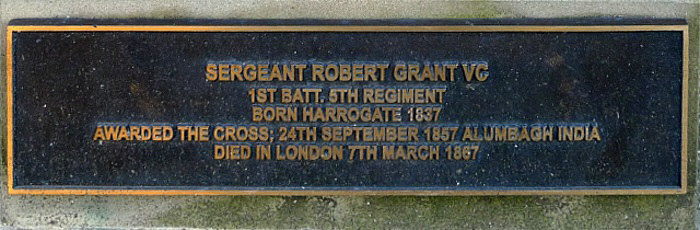 SERGEANT ROBERT GRANT VC
1ST BATT. 5TH REGIMENT
BORN HARROGATE 1837
AWARDED THE CROSS; 24TH SEPTEMBER 1857 ALUMBAGH INDIA
DIED IN LONDON 7TH MARCH 1867